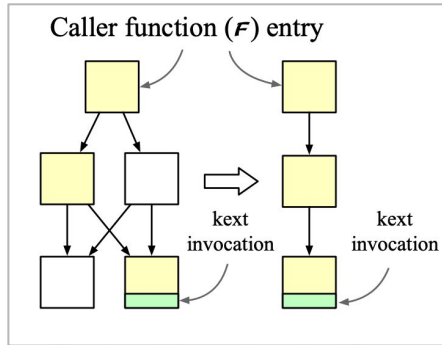 Caller function (F) entry
kext
invocation
kext
invocation